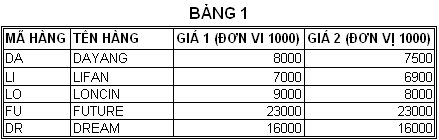 BẢNG 1
MÃ HÀNG TÊN HÀNG GIÁ 1 (ĐƠN VI 1000) GIÁ 2 (ĐƠN VỊ 1000)
DA DAYANG 8000 7500
LI LIFAN 7000 6900
LO LONCIN 9000 8000
FU FUTURE 23000 23000
DR DREAM 16000 16000